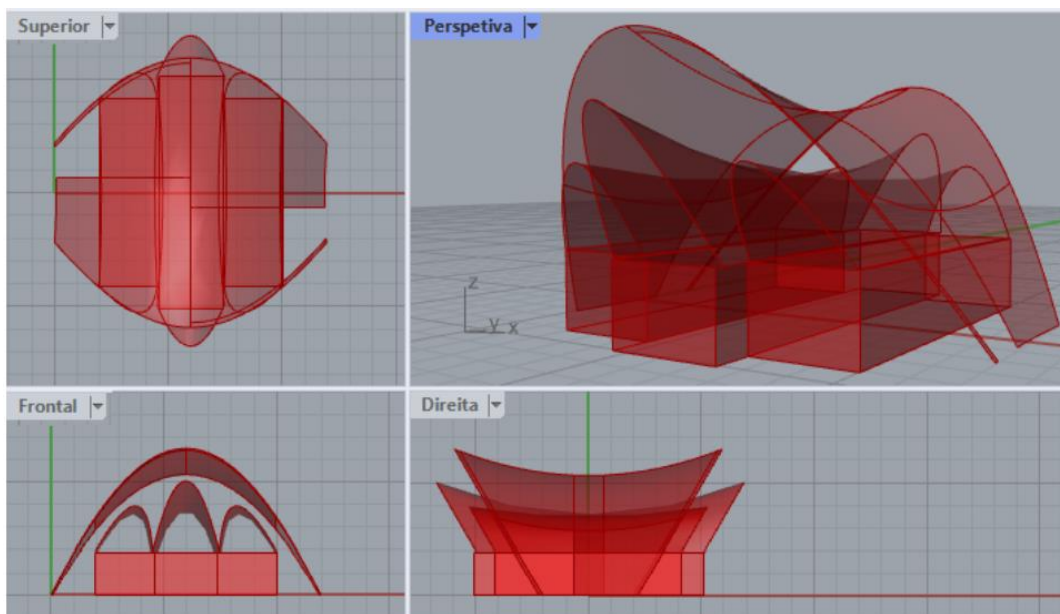 Superior
Perspetiva
z
y x
Frontal
Direita